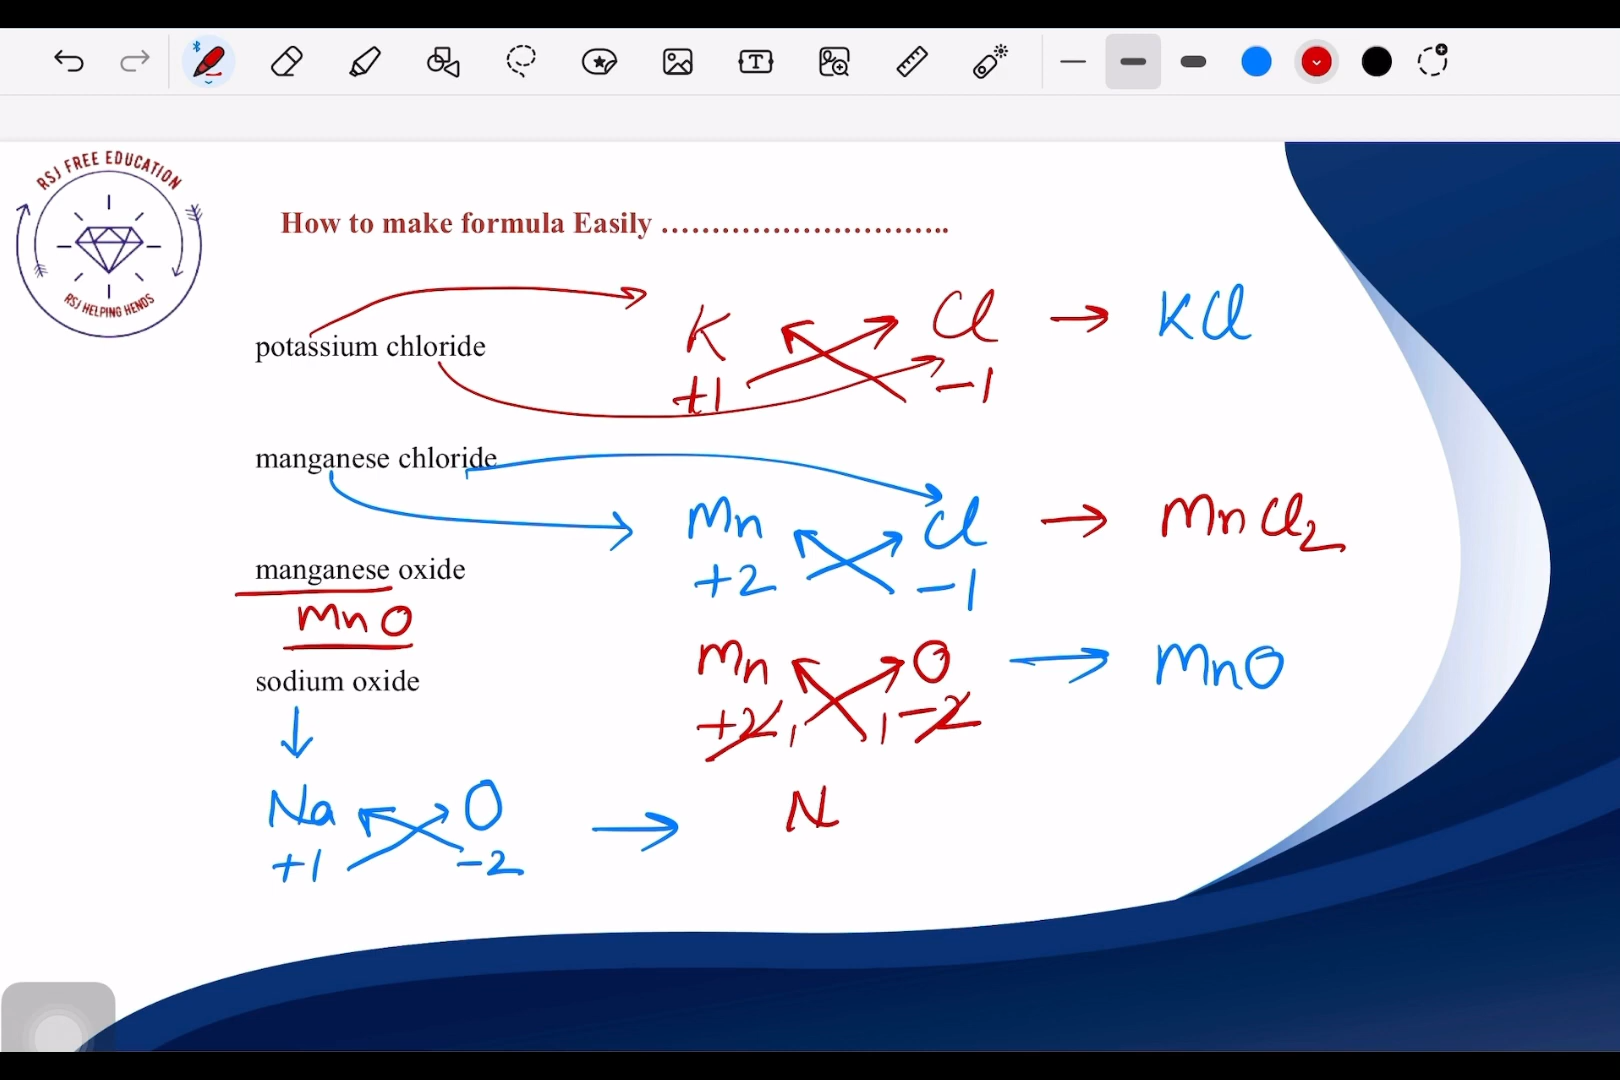 RSJ FREE EDUCATION
RSJ HELPING HENDS
How to make formula Easily ..............................
potassium chloride
K Cl → KCl
+1 -1
manganese chloride
Mn Cl → MnCl2
+2 -1
manganese oxide
MnO
Mn O → MnO
+2 1 1 -2
sodium oxide
Na O → N
+1 -2